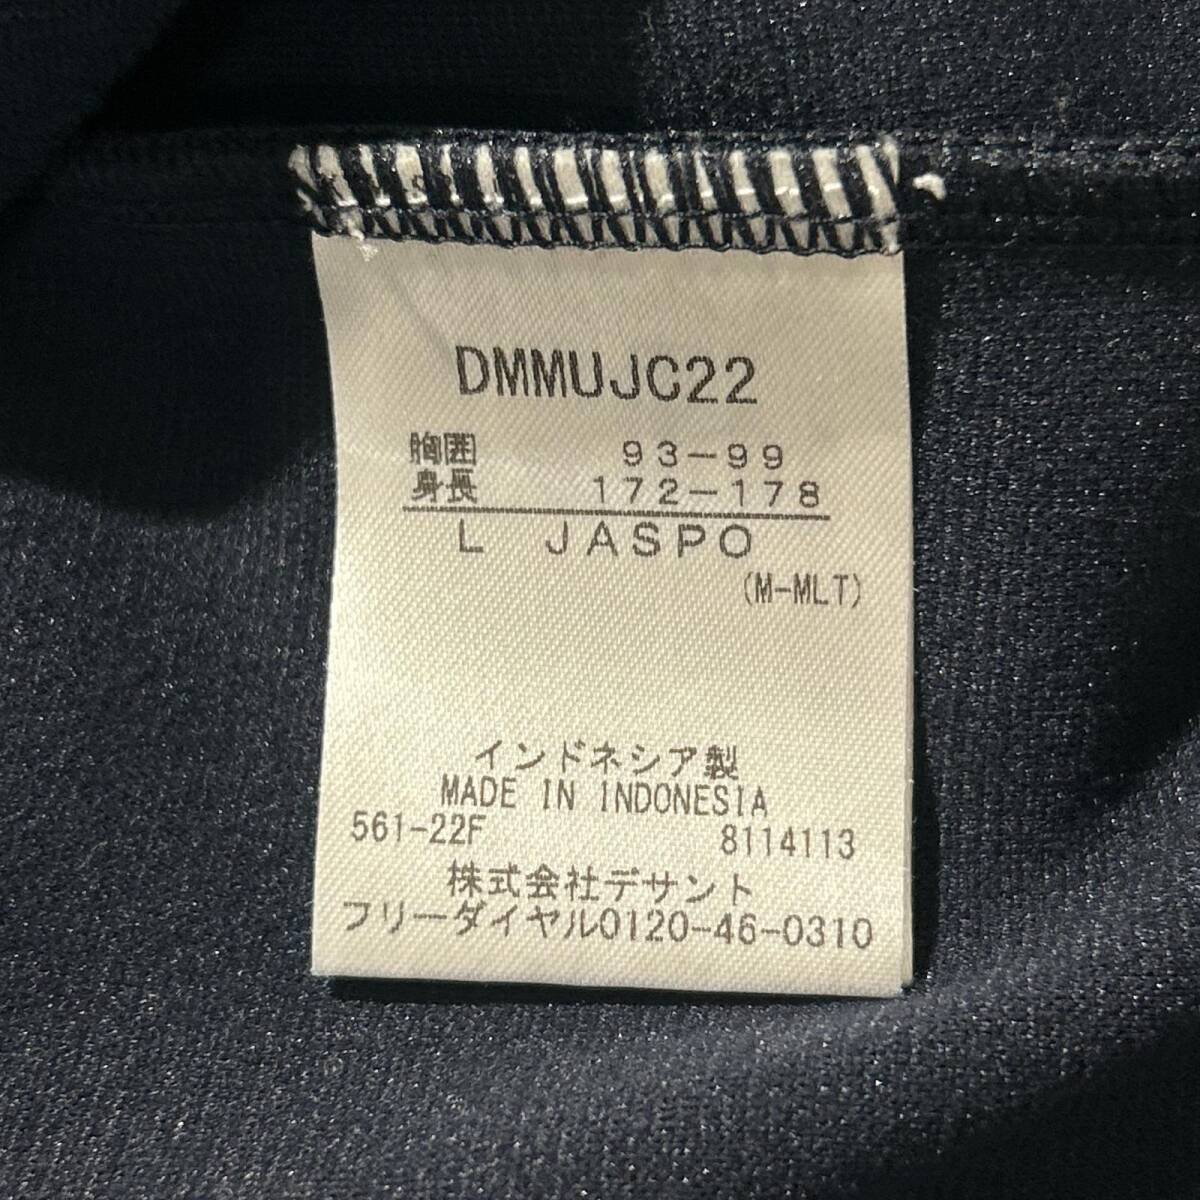 DMMUJC22
胸囲 93-99
身長 172-178
L JASPO
(M-MLT)
インドネシア製
MADE IN INDONESIA
561-22F 8114113
株式会社デサント
フリーダイヤル0120-46-0310